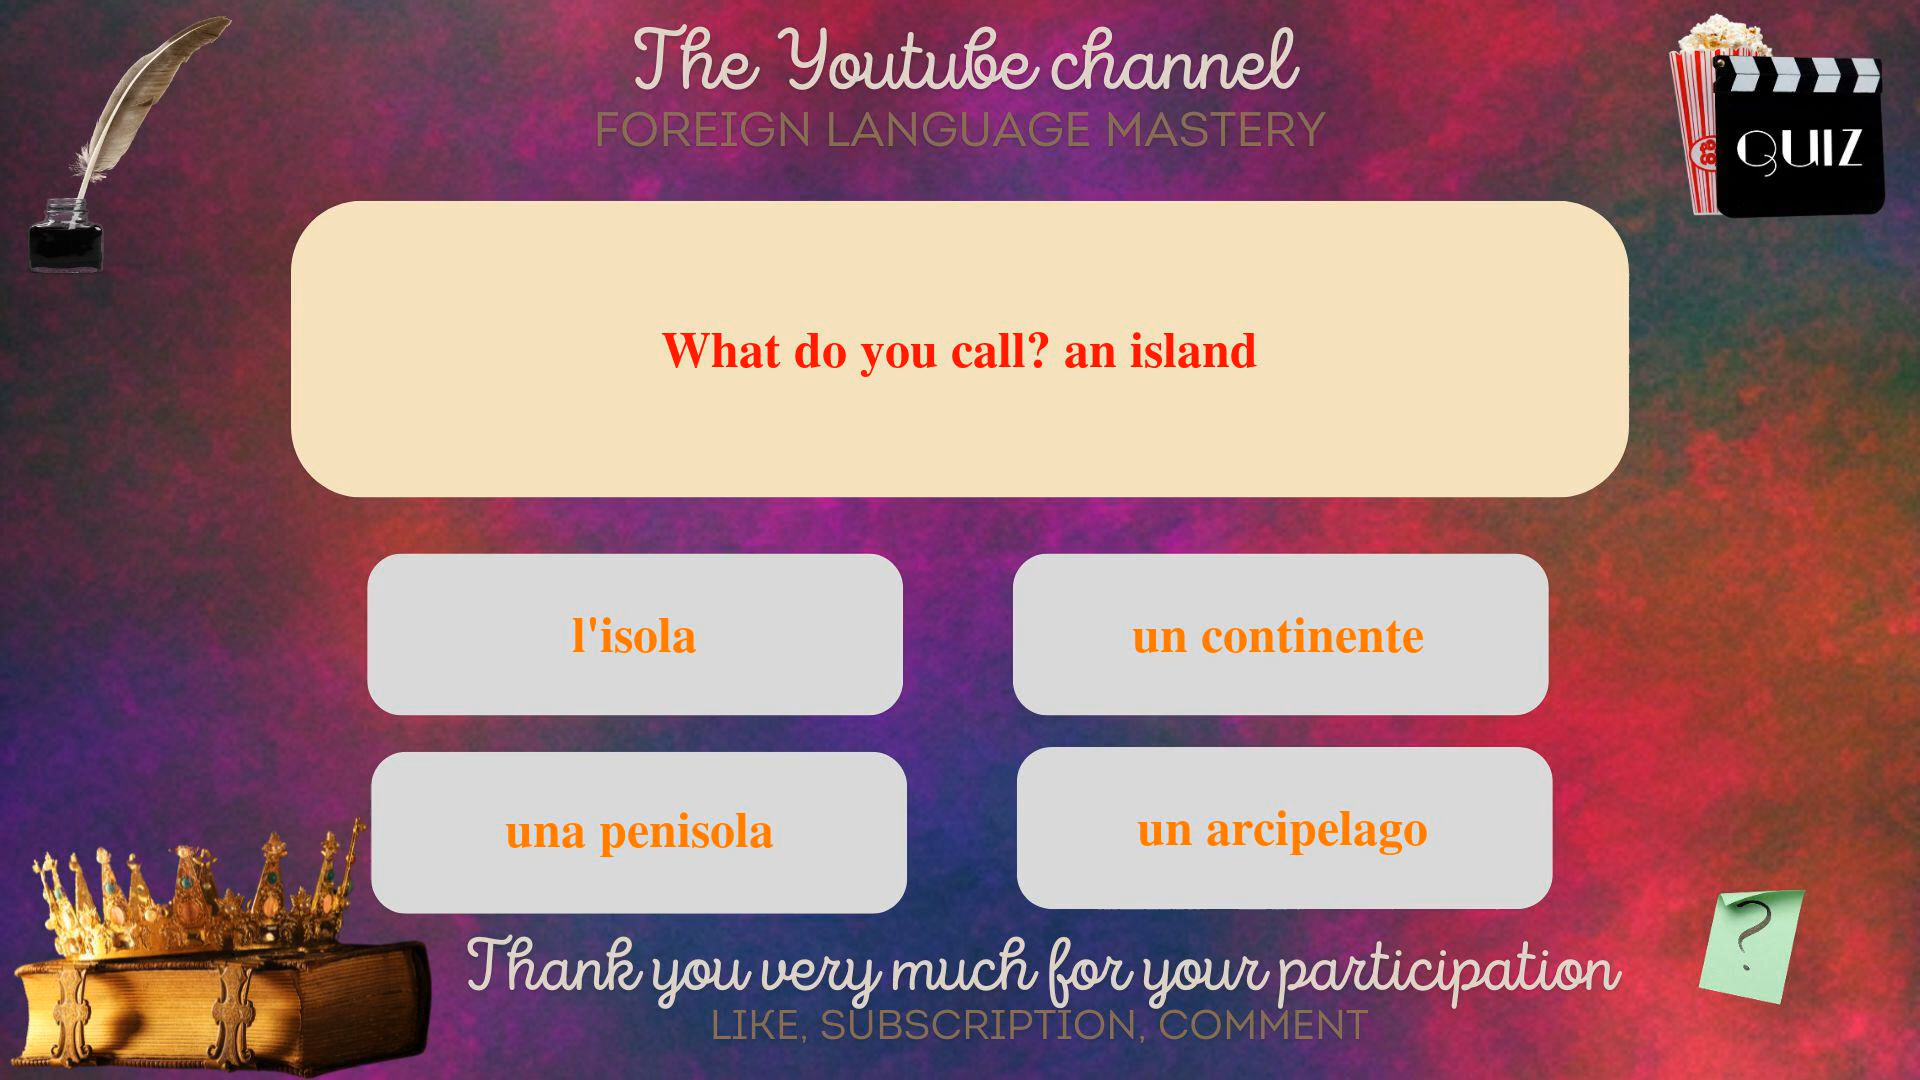 The Youtube channel
FOREIGN LANGUAGE MASTERY
QUIZ
88
What do you call? an island
l'isola
un continente
una penisola
un arcipelago
?
Thank you very much for your participation
LIKE, SUBSCRIPTION, COMMENT